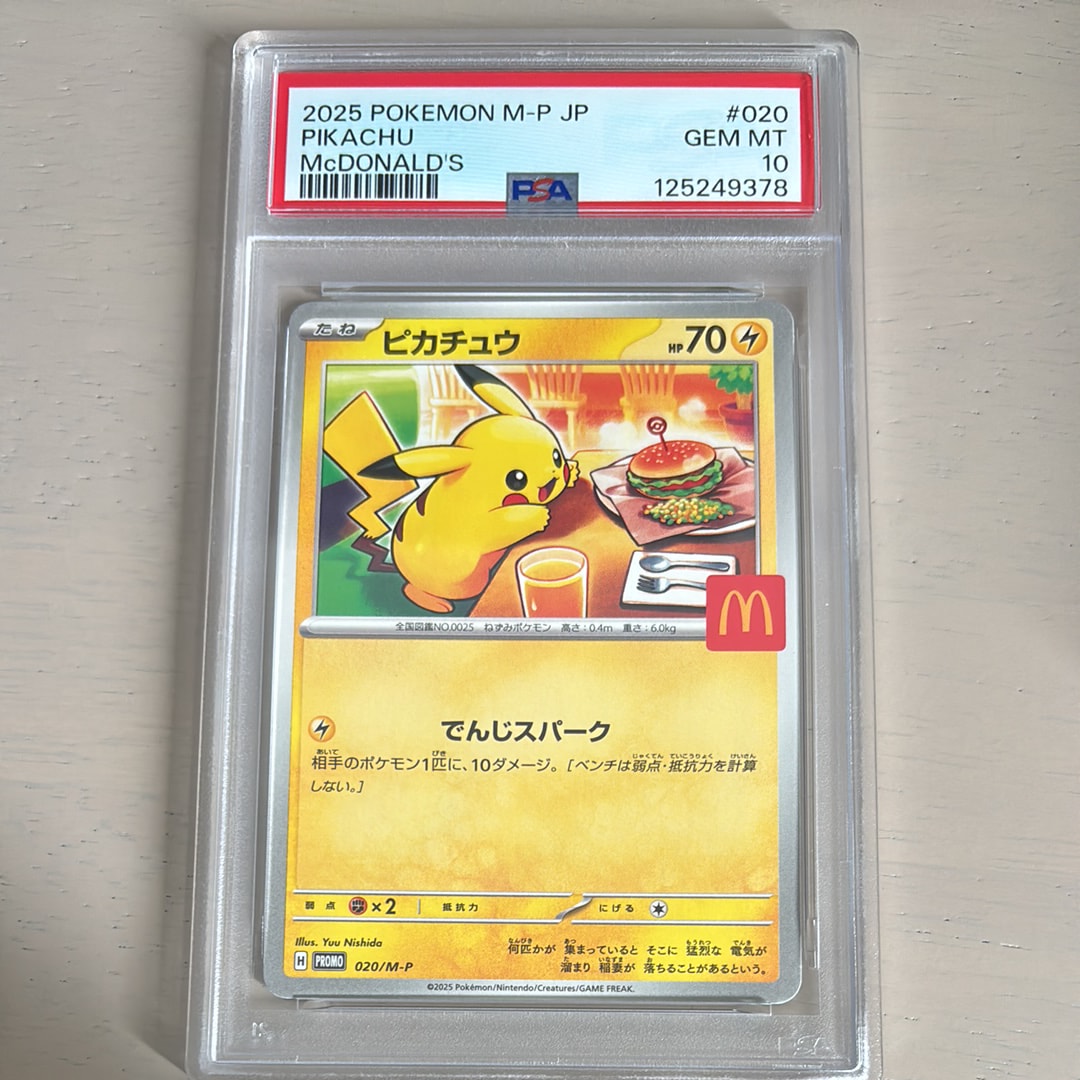 2025 POKEMON M-P JP #020
PIKACHU GEM MT
McDONALD'S 10
PSA 125249378
たね ピカチュウ HP 70
全国図鑑NO.0025 ねずみポケモン 高さ:0.4m 重さ:6.0kg
でんじスパーク
相手のポケモン1匹に、10ダメージ。[ベンチは弱点・抵抗力を計算
しない。]
弱点 ×2 抵抗力 にげる
Illus. Yuu Nishida
何匹かが 集まっていると そこに 猛烈な 電気が
溜まり 稲妻が 落ちることがあるという。
H PROMO 020/M-P
©2025 Pokémon/Nintendo/Creatures/GAME FREAK.